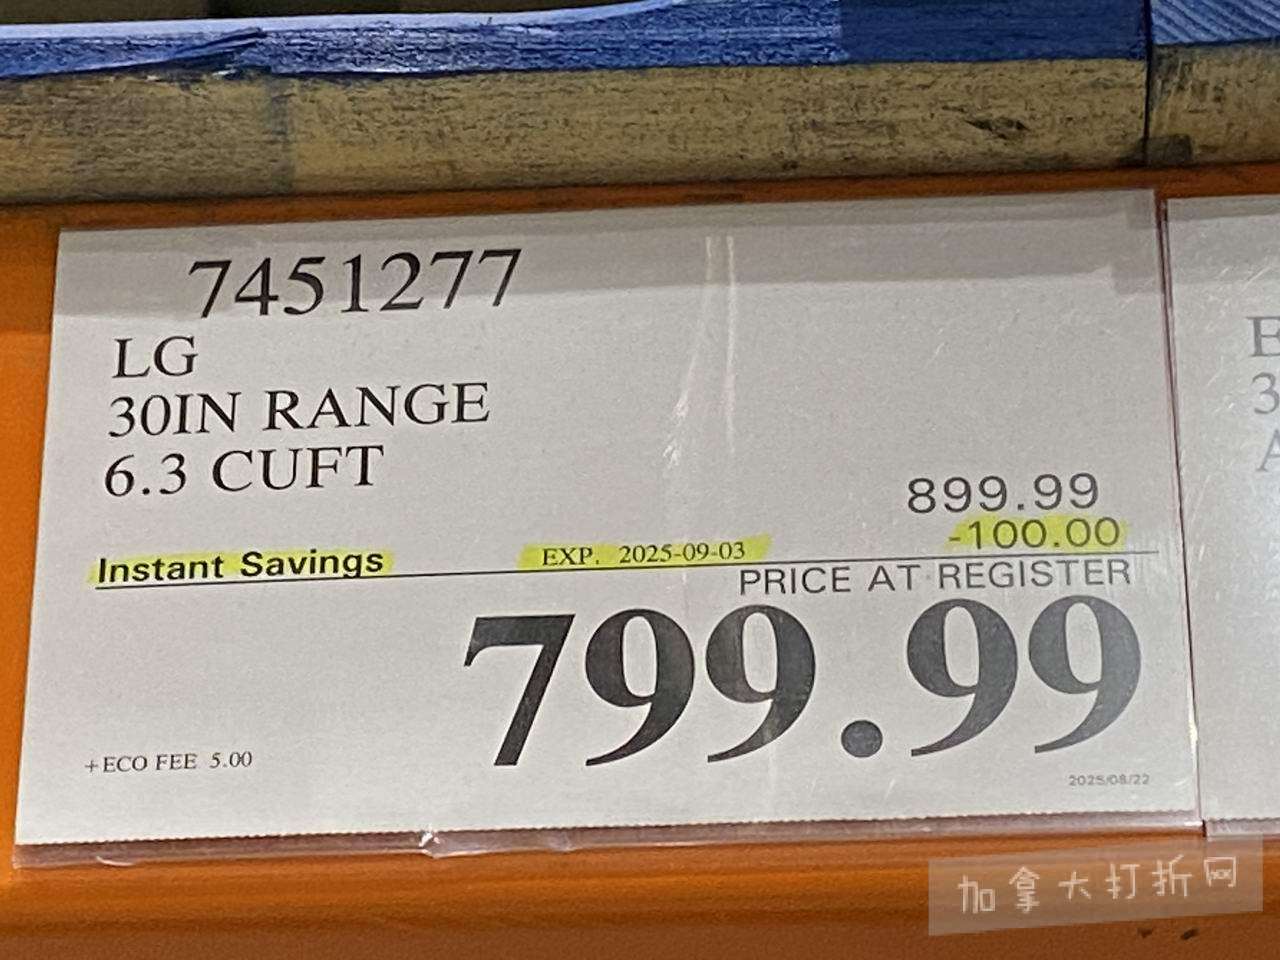 7451277
LG
30IN RANGE
6.3 CUFT
899.99
Instant Savings EXP. 2025-09-03 -100.00
PRICE AT REGISTER
799.99
+ECO FEE 5.00
2025/08/22
E
3
A
加拿大打折网